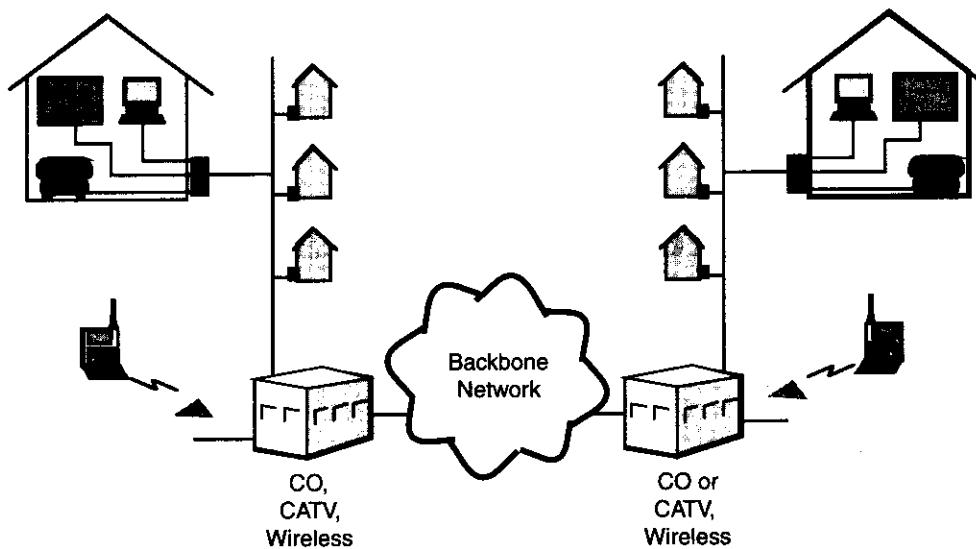 Backbone
Network
CO,
CATV,
Wireless
CO or
CATV,
Wireless